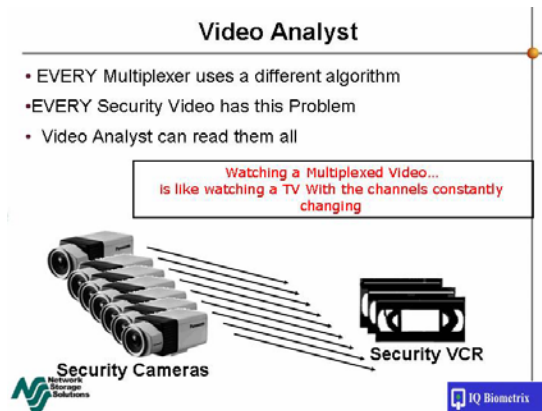 Video Analyst
• EVERY Multiplexer uses a different algorithm
•EVERY Security Video has this Problem
• Video Analyst can read them all
Watching a Multiplexed Video...
is like watching a TV With the channels constantly
changing
Security Cameras
Security VCR
NSS Network
Storage
Solutions
IQ Biometrix